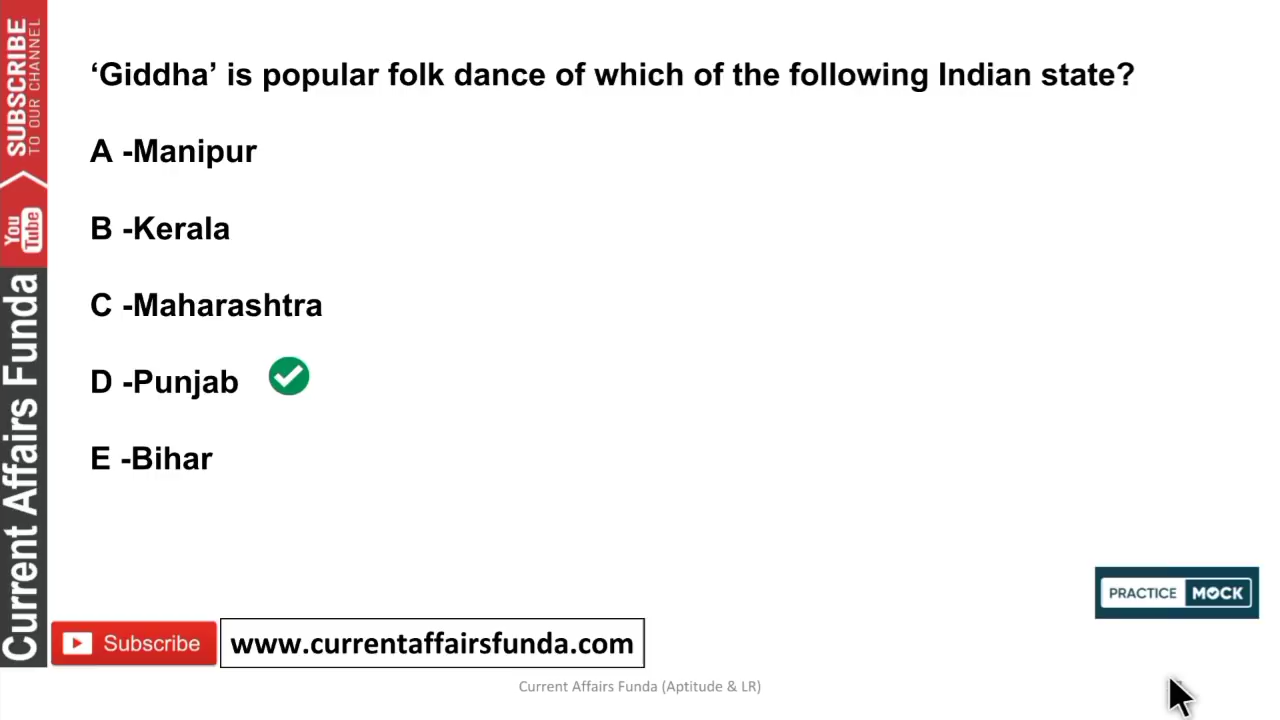 ‘Giddha’ is popular folk dance of which of the following Indian state?
A -Manipur
B -Kerala
C -Maharashtra
D -Punjab
E -Bihar
SUBSCRIBE
TO OUR CHANNEL
You
Tube
Current Affairs Funda
PRACTICE MOCK
Subscribe
www.currentaffairsfunda.com
Current Affairs Funda (Aptitude & LR)